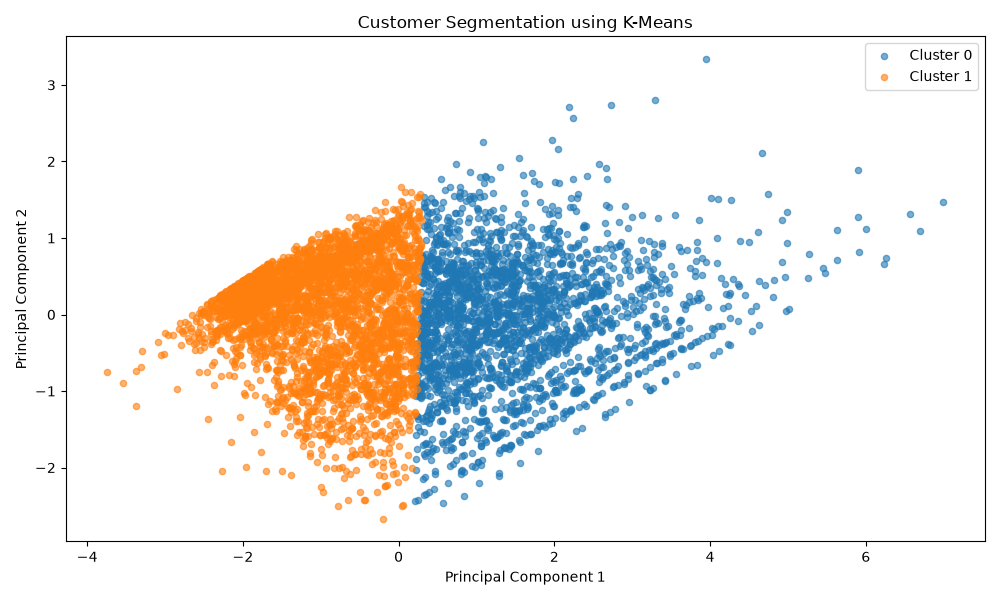 Customer Segmentation using K-Means
Cluster 0
Cluster 1
Principal Component 2
3
2
1
0
−1
−2
−4
−2
0
2
4
6
Principal Component 1